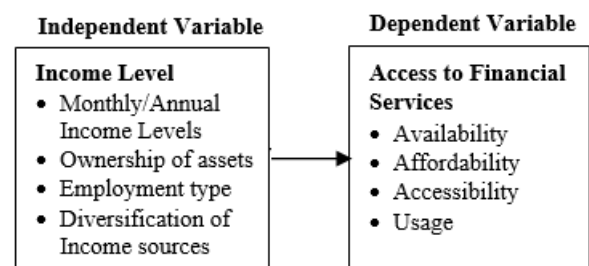 Independent Variable
Income Level
• Monthly/Annual
Income Levels
• Ownership of assets
• Employment type
• Diversification of
Income sources
Dependent Variable
Access to Financial
Services
• Availability
• Affordability
• Accessibility
• Usage